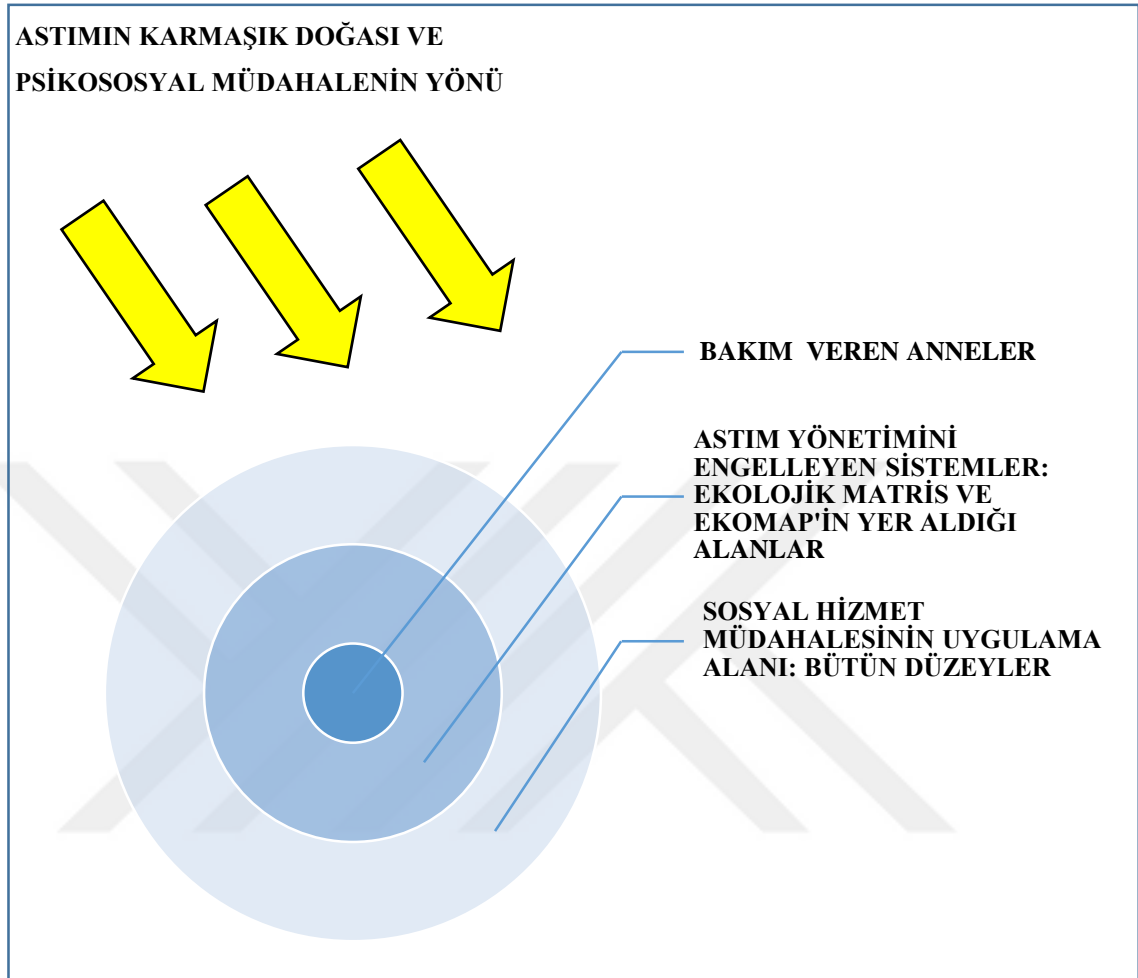 ASTIMIN KARMAŞIK DOĞASI VE
PSİKOSOSYAL MÜDAHALENİN YÖNÜ
BAKIM VEREN ANNELER
ASTIM YÖNETİMİNİ
ENGELLEYEN SİSTEMLER:
EKOLOJİK MATRİS VE
EKOMAP'İN YER ALDIĞI
ALANLAR
SOSYAL HİZMET
MÜDAHALESİNİN UYGULAMA
ALANI: BÜTÜN DÜZEYLER